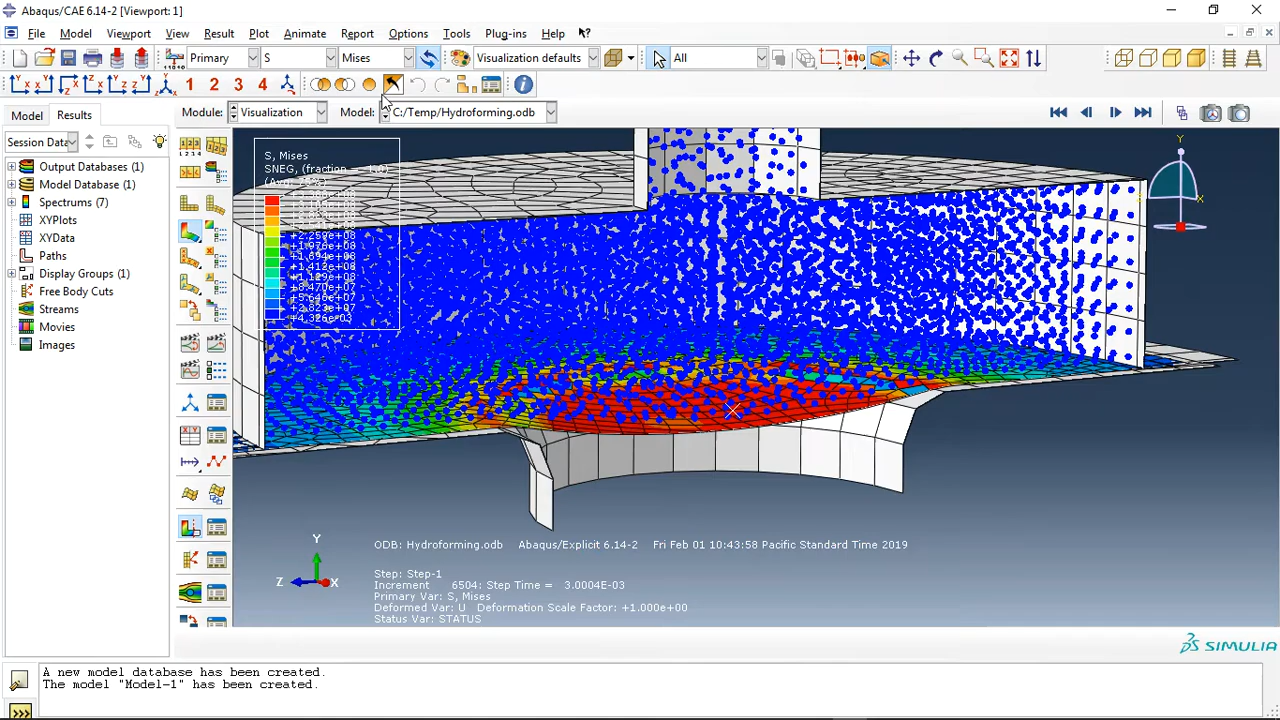 Abaqus/CAE 6.14-2 [Viewport: 1]
File Model Viewport View Result Plot Animate Report Options Tools Plug-ins Help
Primary S Mises Visualization defaults All
1 2 3 4
Model Results Module: Visualization Model: C:/Temp/Hydroforming.odb
Session Data
Output Databases (1)
Model Database (1)
Spectrums (7)
XYPlots
XYData
Paths
Display Groups (1)
Free Body Cuts
Streams
Movies
Images
S, Mises
SNEG, (fraction =
+1.976e+08
+1.694e+08
+1.412e+08
+1.129e+08
+8.470e+07
+5.646e+07
+2.823e+07
+4.326e-03
Y
X
Y
Z
X
ODB: Hydroforming.odb Abaqus/Explicit 6.14-2 Fri Feb 01 10:43:58 Pacific Standard Time 2019
Step: Step-1
Increment 6504: Step Time = 3.0004E-03
Primary Var: S, Mises
Deformed Var: U Deformation Scale Factor: +1.000e+00
Status Var: STATUS
SIMULIA
A new model database has been created.
The model "Model-1" has been created.
>>>